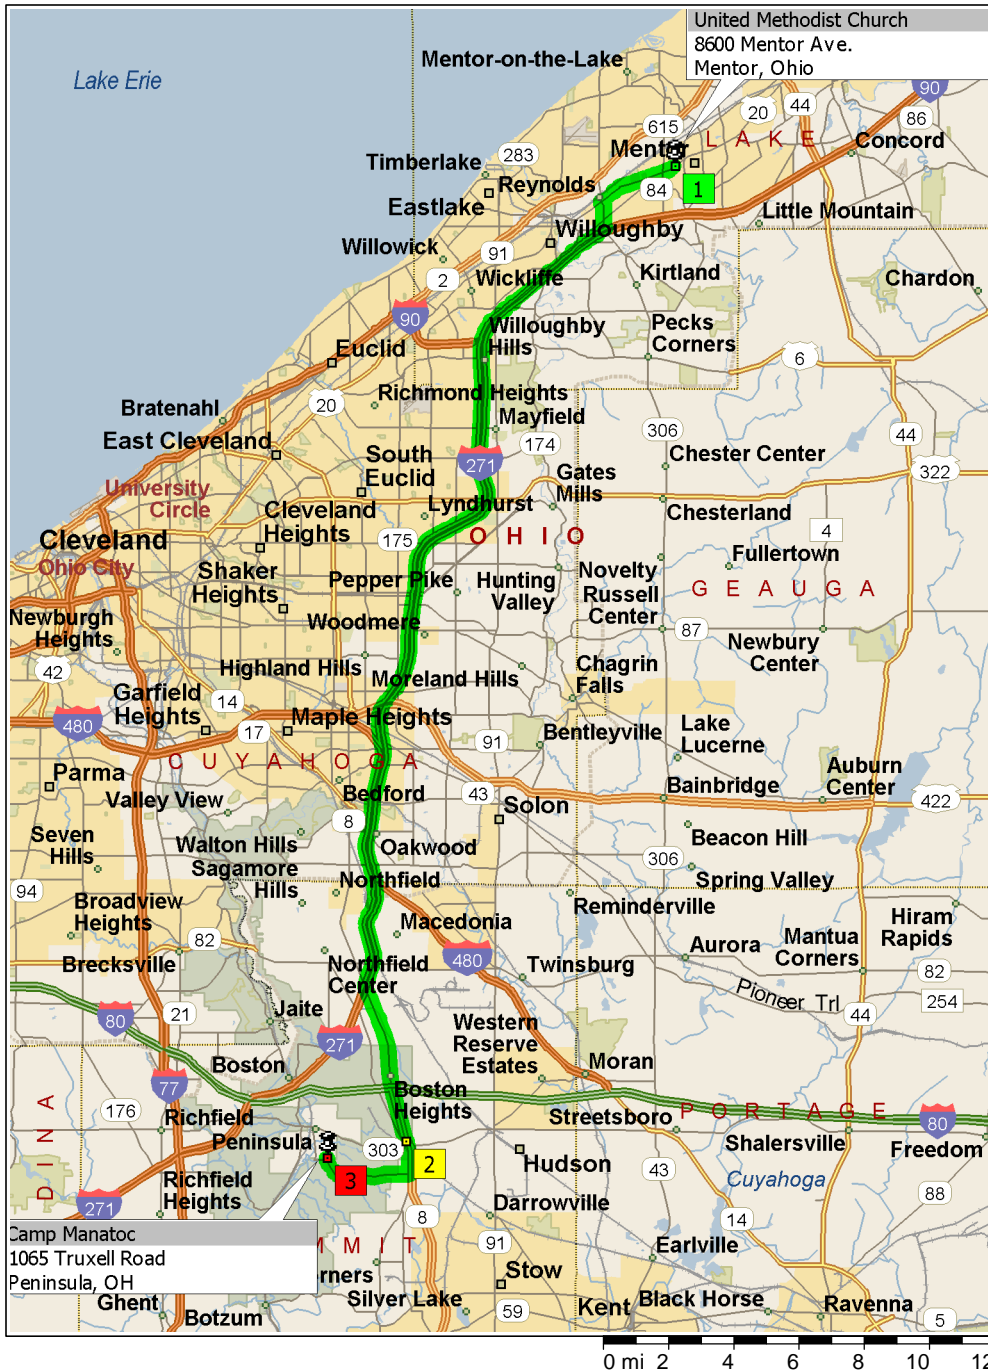 United Methodist Church
8600 Mentor Ave.
Mentor, Ohio
Lake Erie
Mentor-on-the-Lake
90
20
44
86
615
LAKE
Concord
Mentor
Timberlake
283
Reynolds
84
1
Eastlake
Little Mountain
Willoughby
Willowick
91
2
Wickliffe
Kirtland
Chardon
90
Willoughby
Hills
Pecks
Corners
Euclid
6
Richmond Heights
20
Bratenahl
Mayfield
East Cleveland
174
306
44
South
Euclid
271
Chester Center
322
Gates
Mills
University
Circle
Lyndhurst
Chesterland
Cleveland
Heights
Cleveland
175
OHIO
4
Fullertown
Ohio City
Shaker
Heights
Pepper Pike
Hunting
Valley
Novelty
Russell
Center
GEAUGA
Newburgh
Heights
Woodmere
87
Newbury
Center
42
Highland Hills
Moreland Hills
Chagrin
Falls
Garfield
Heights
14
480
17
Maple Heights
91
Bentleyville
Lake
Lucerne
CUYAHOGA
Parma
Auburn
Center
Valley View
Bedford
43
Solon
Bainbridge
422
8
Seven
Hills
Walton Hills
Oakwood
Beacon Hill
Sagamore
Hills
306
94
Northfield
Spring Valley
Broadview
Heights
Macedonia
Reminderville
Hiram
Rapids
82
Aurora
Mantua
Corners
Brecksville
Northfield
Center
480
Twinsburg
82
Pioneer Trl
254
Jaite
80
21
44
271
Western
Reserve
Estates
Moran
Boston
77
Boston
Heights
176
Richfield
Streetsboro
PORTAGE
80
Peninsula
303
Shalersville
Freedom
DINA
2
Hudson
3
43
Cuyahoga
Richfield
Heights
88
271
Darrowville
8
14
Camp Manatoc
1065 Truxell Road
Peninsula, OH
MMIT
91
Earlville
rners
Stow
Ghent
Silver Lake
Black Horse
Botzum
59
Kent
Ravenna
5
0 mi 2 4 6 8 10 12